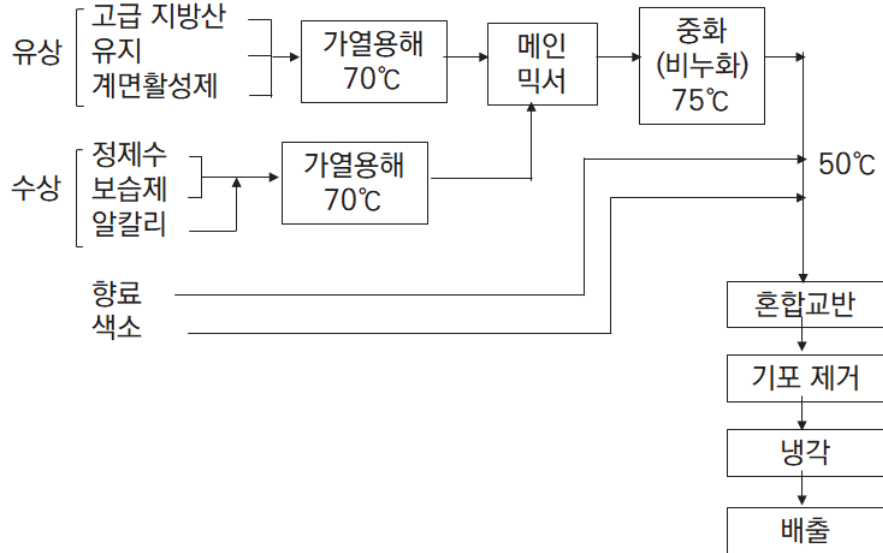 유상
고급 지방산
유지
계면활성제
가열용해
70℃
메인
믹서
중화
(비누화)
75℃
수상
정제수
보습제
알칼리
가열용해
70℃
50℃
향료
색소
혼합교반
기포 제거
냉각
배출